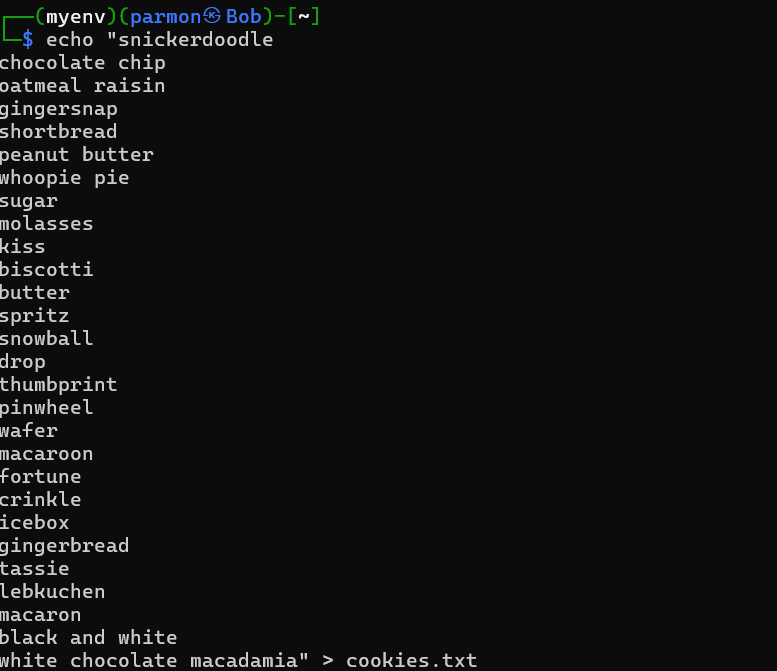 ┌──(myenv)(parmon㉿Bob)-[~]
└─$ echo "snickerdoodle
chocolate chip
oatmeal raisin
gingersnap
shortbread
peanut butter
whoopie pie
sugar
molasses
kiss
biscotti
butter
spritz
snowball
drop
thumbprint
pinwheel
wafer
macaroon
fortune
crinkle
icebox
gingerbread
tassie
lebkuchen
macaron
black and white
white chocolate macadamia" > cookies.txt